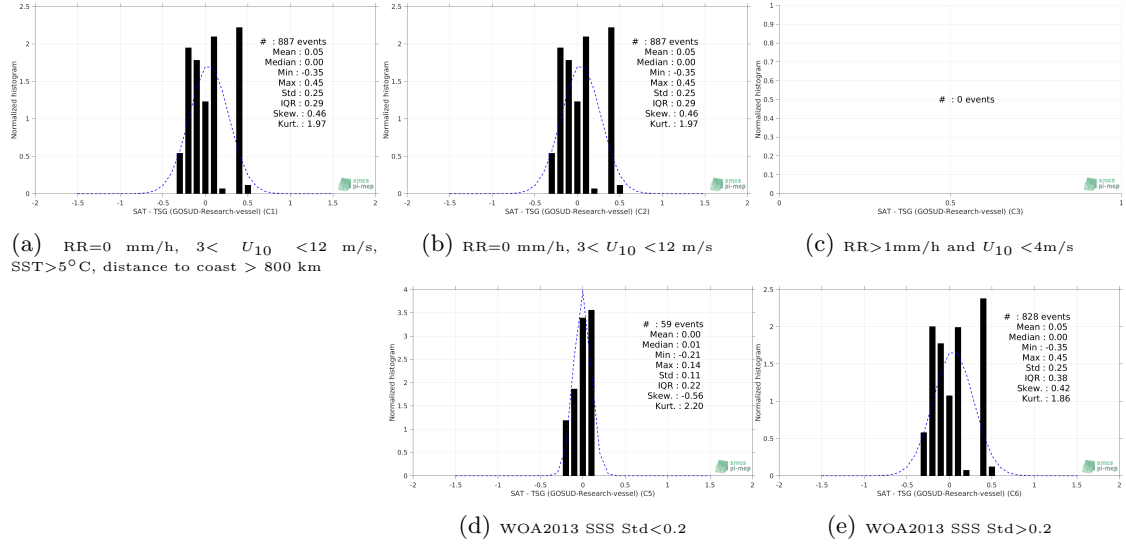 2.5
2
1.5
1
0.5
0
-2 -1.5 -1 -0.5 0 0.5 1 1.5 2
Normalized histogram
SAT - TSG (GOSUD-Research-vessel) (C1)
# : 887 events
Mean : 0.05
Median : 0.00
Min : -0.35
Max : 0.45
Std : 0.25
IQR : 0.29
Skew. : 0.46
Kurt. : 1.97
smos
pi-mep
(a) RR=0 mm/h, 3< U10 <12 m/s,
SST>5°C, distance to coast > 800 km
2.5
2
1.5
1
0.5
0
-2 -1.5 -1 -0.5 0 0.5 1 1.5 2
Normalized histogram
SAT - TSG (GOSUD-Research-vessel) (C2)
# : 887 events
Mean : 0.05
Median : 0.00
Min : -0.35
Max : 0.45
Std : 0.25
IQR : 0.29
Skew. : 0.46
Kurt. : 1.97
smos
pi-mep
(b) RR=0 mm/h, 3< U10 <12 m/s
1
0.9
0.8
0.7
0.6
0.5
0.4
0.3
0.2
0.1
0
0 0.5 1
Normalized histogram
SAT - TSG (GOSUD-Research-vessel) (C3)
# : 0 events
smos
pi-mep
(c) RR>1mm/h and U10 <4m/s
4
3.5
3
2.5
2
1.5
1
0.5
0
-2 -1.5 -1 -0.5 0 0.5 1 1.5 2
Normalized histogram
SAT - TSG (GOSUD-Research-vessel) (C5)
# : 59 events
Mean : 0.00
Median : 0.01
Min : -0.21
Max : 0.14
Std : 0.11
IQR : 0.22
Skew. : -0.56
Kurt. : 2.20
smos
pi-mep
(d) WOA2013 SSS Std<0.2
2.5
2
1.5
1
0.5
0
-2 -1.5 -1 -0.5 0 0.5 1 1.5 2
Normalized histogram
SAT - TSG (GOSUD-Research-vessel) (C6)
# : 828 events
Mean : 0.05
Median : 0.00
Min : -0.35
Max : 0.45
Std : 0.25
IQR : 0.38
Skew. : 0.42
Kurt. : 1.86
smos
pi-mep
(e) WOA2013 SSS Std>0.2